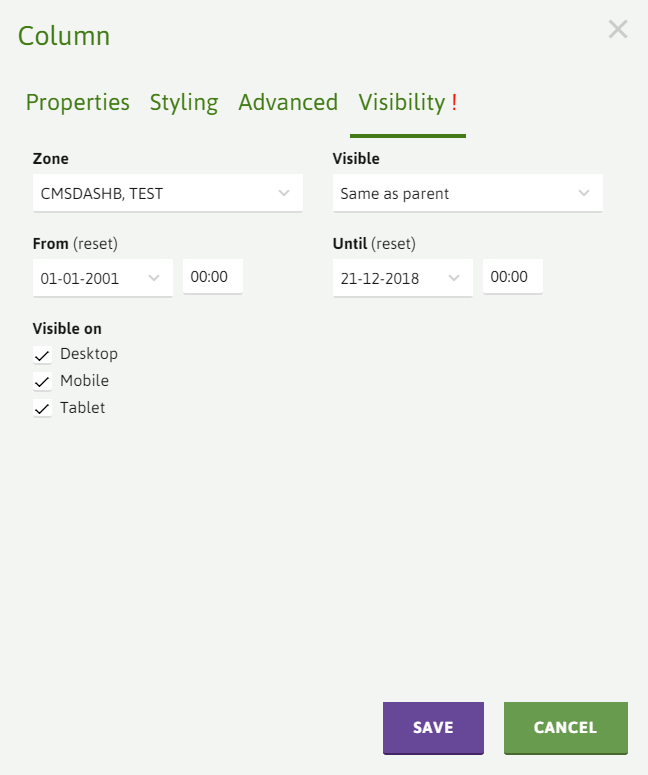 Column
Properties Styling Advanced Visibility !
Zone Visible
CMSDASHB, TEST Same as parent
From (reset) Until (reset)
01-01-2001 00:00 21-12-2018 00:00
Visible on
Desktop
Mobile
Tablet
SAVE CANCEL